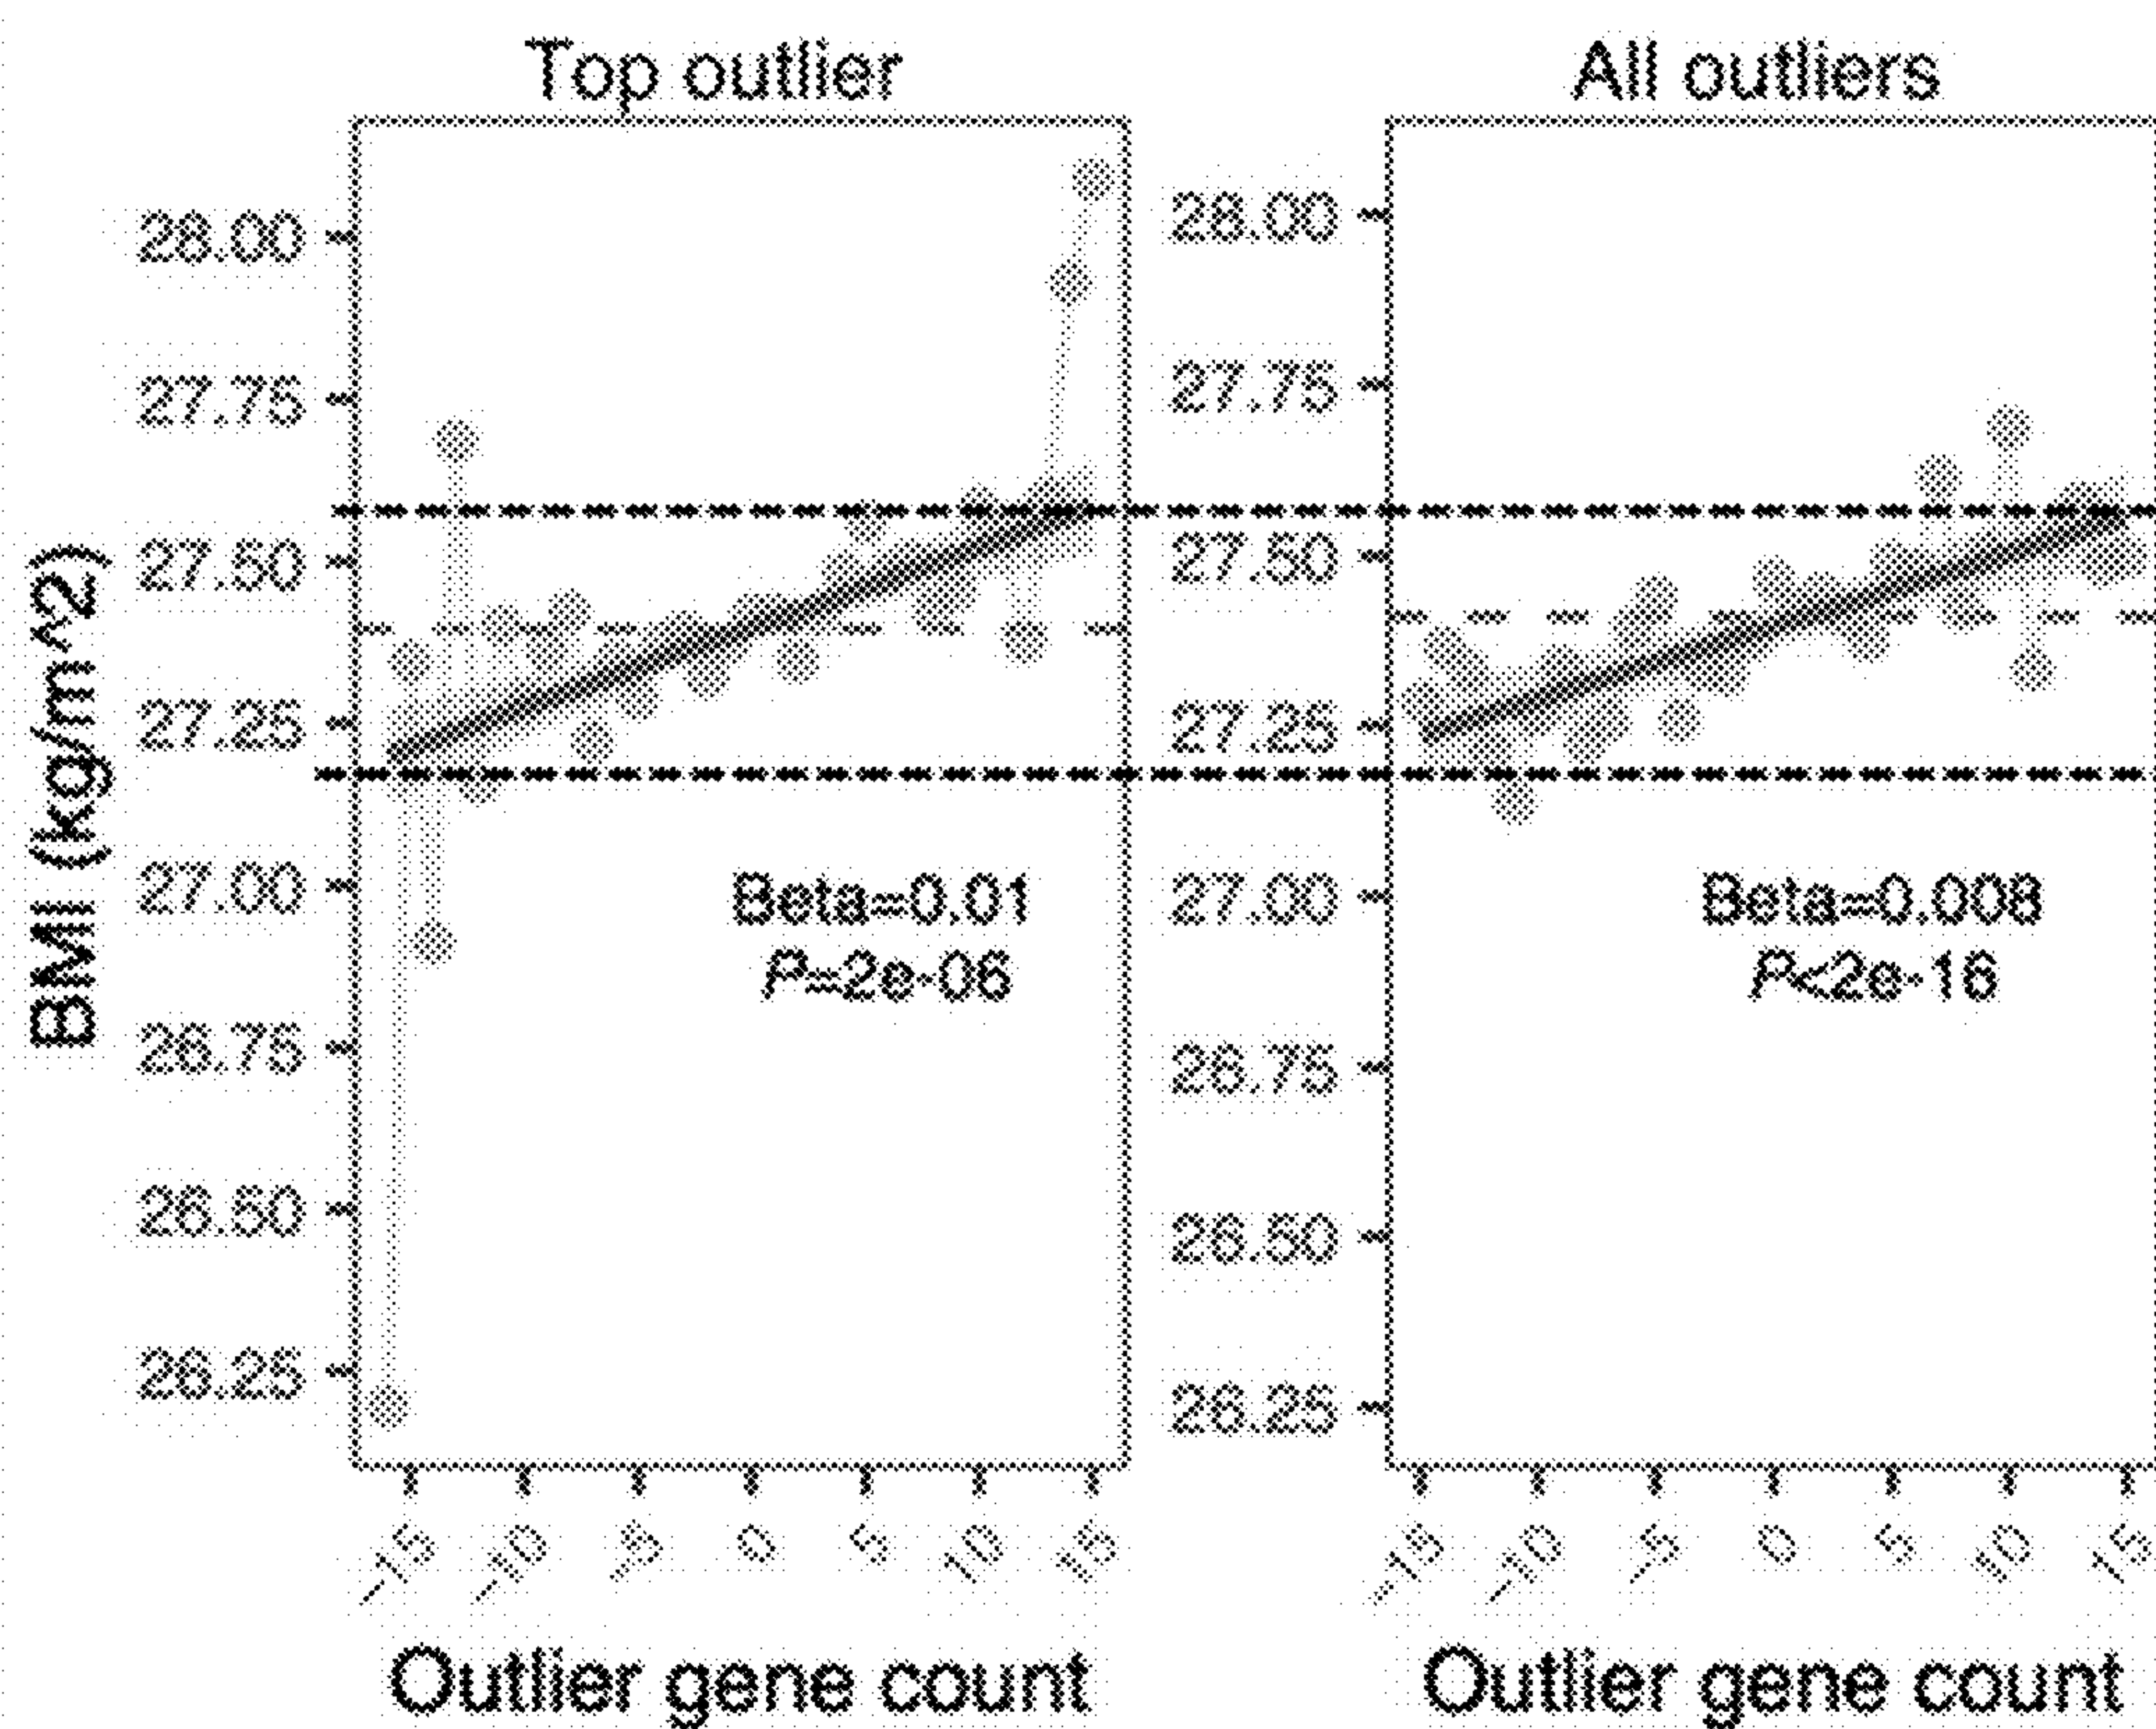 Top outlier
All outliers
BMI (kg/m^2)
28.00
27.75
27.50
27.25
27.00
26.75
26.50
26.25
28.00
27.75
27.50
27.25
27.00
26.75
26.50
26.25
Beta=0.01
P=2e-06
Beta=0.008
P<2e-16
-15 -10 -5 0 5 10 15
-15 -10 -5 0 5 10 15
Outlier gene count
Outlier gene count